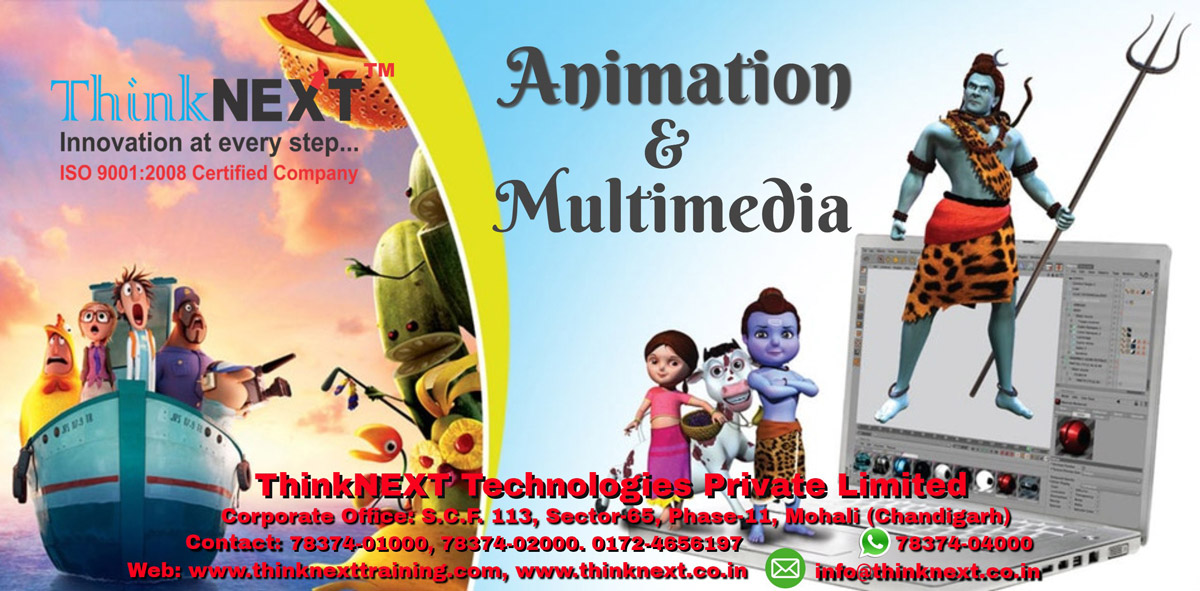 ThinkNEXT™
Innovation at every step...
ISO 9001:2008 Certified Company
Animation
&
Multimedia
ThinkNEXT Technologies Private Limited
Corporate Office: S.C.F. 113, Sector-65, Phase-11, Mohali (Chandigarh)
Contact: 78374-01000, 78374-02000. 0172-4656197 78374-04000
Web: www.thinknexttraining.com, www.thinknext.co.in info@thinknext.co.in